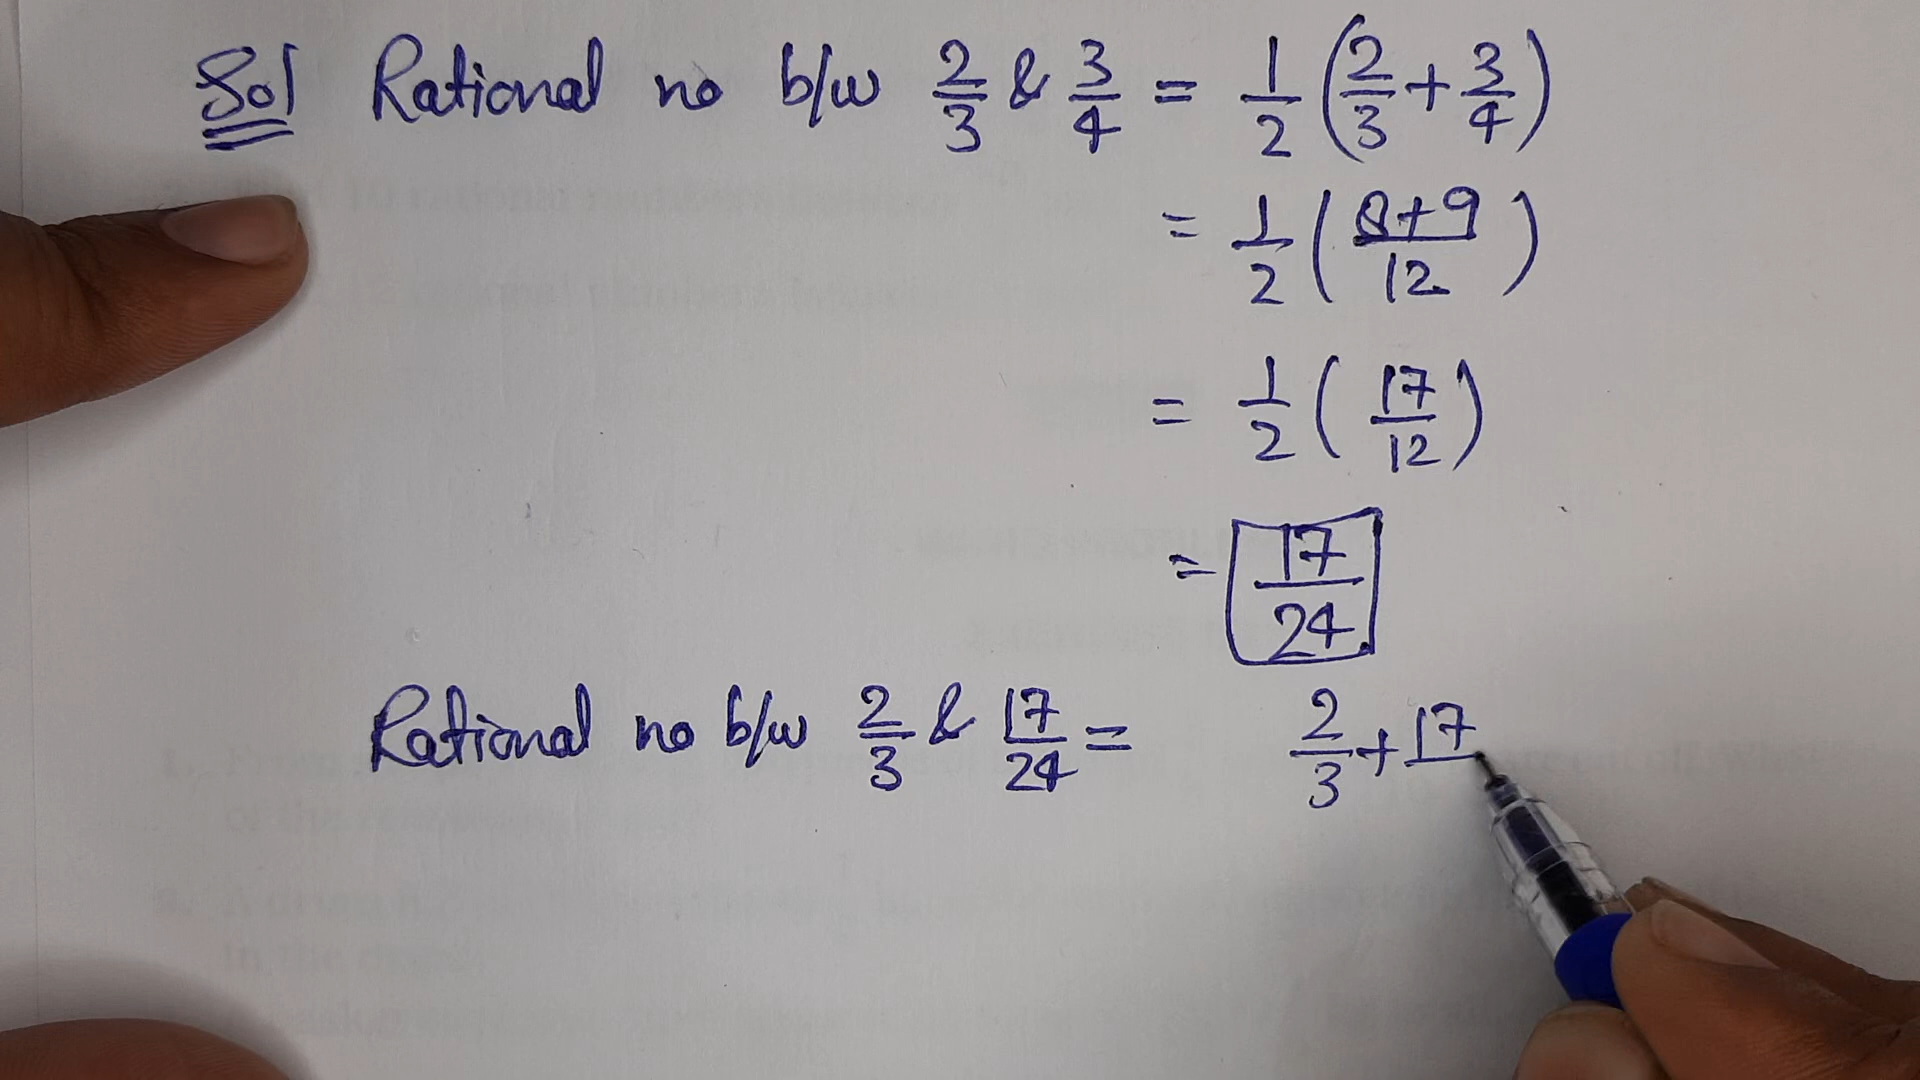 Sol Rational no b/w 2/3 & 3/4 = 1/2 (2/3 + 3/4)
= 1/2 (8+9/12)
= 1/2 (17/12)
= 17/24
Rational no b/w 2/3 & 17/24 = 2/3 + 17